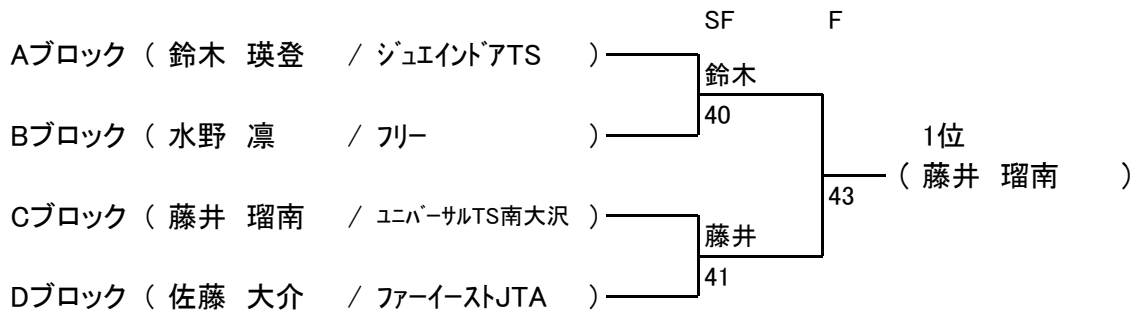 SF F
Aブロック ( 鈴木 瑛登 / ジュエインドアTS )
鈴木
40
Bブロック ( 水野 凛 / フリー )
1位
( 藤井 瑠南 )
43
Cブロック ( 藤井 瑠南 / ユニバーサルTS南大沢 )
藤井
41
Dブロック ( 佐藤 大介 / ファーイーストJTA )